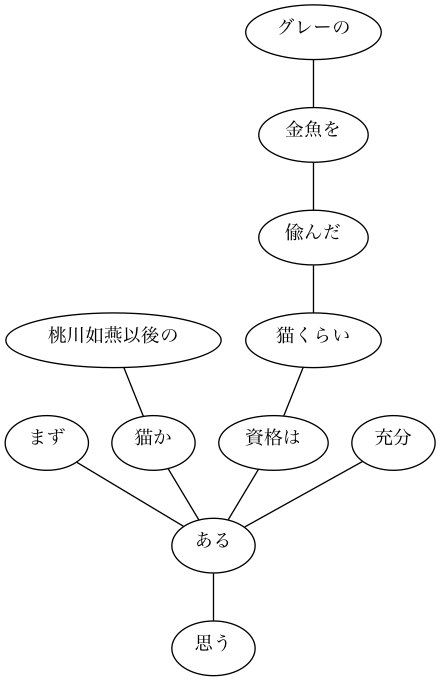 グレーの
金魚を
偸んだ
桃川如燕以後の
猫くらい
まず
猫か
資格は
充分
ある
思う